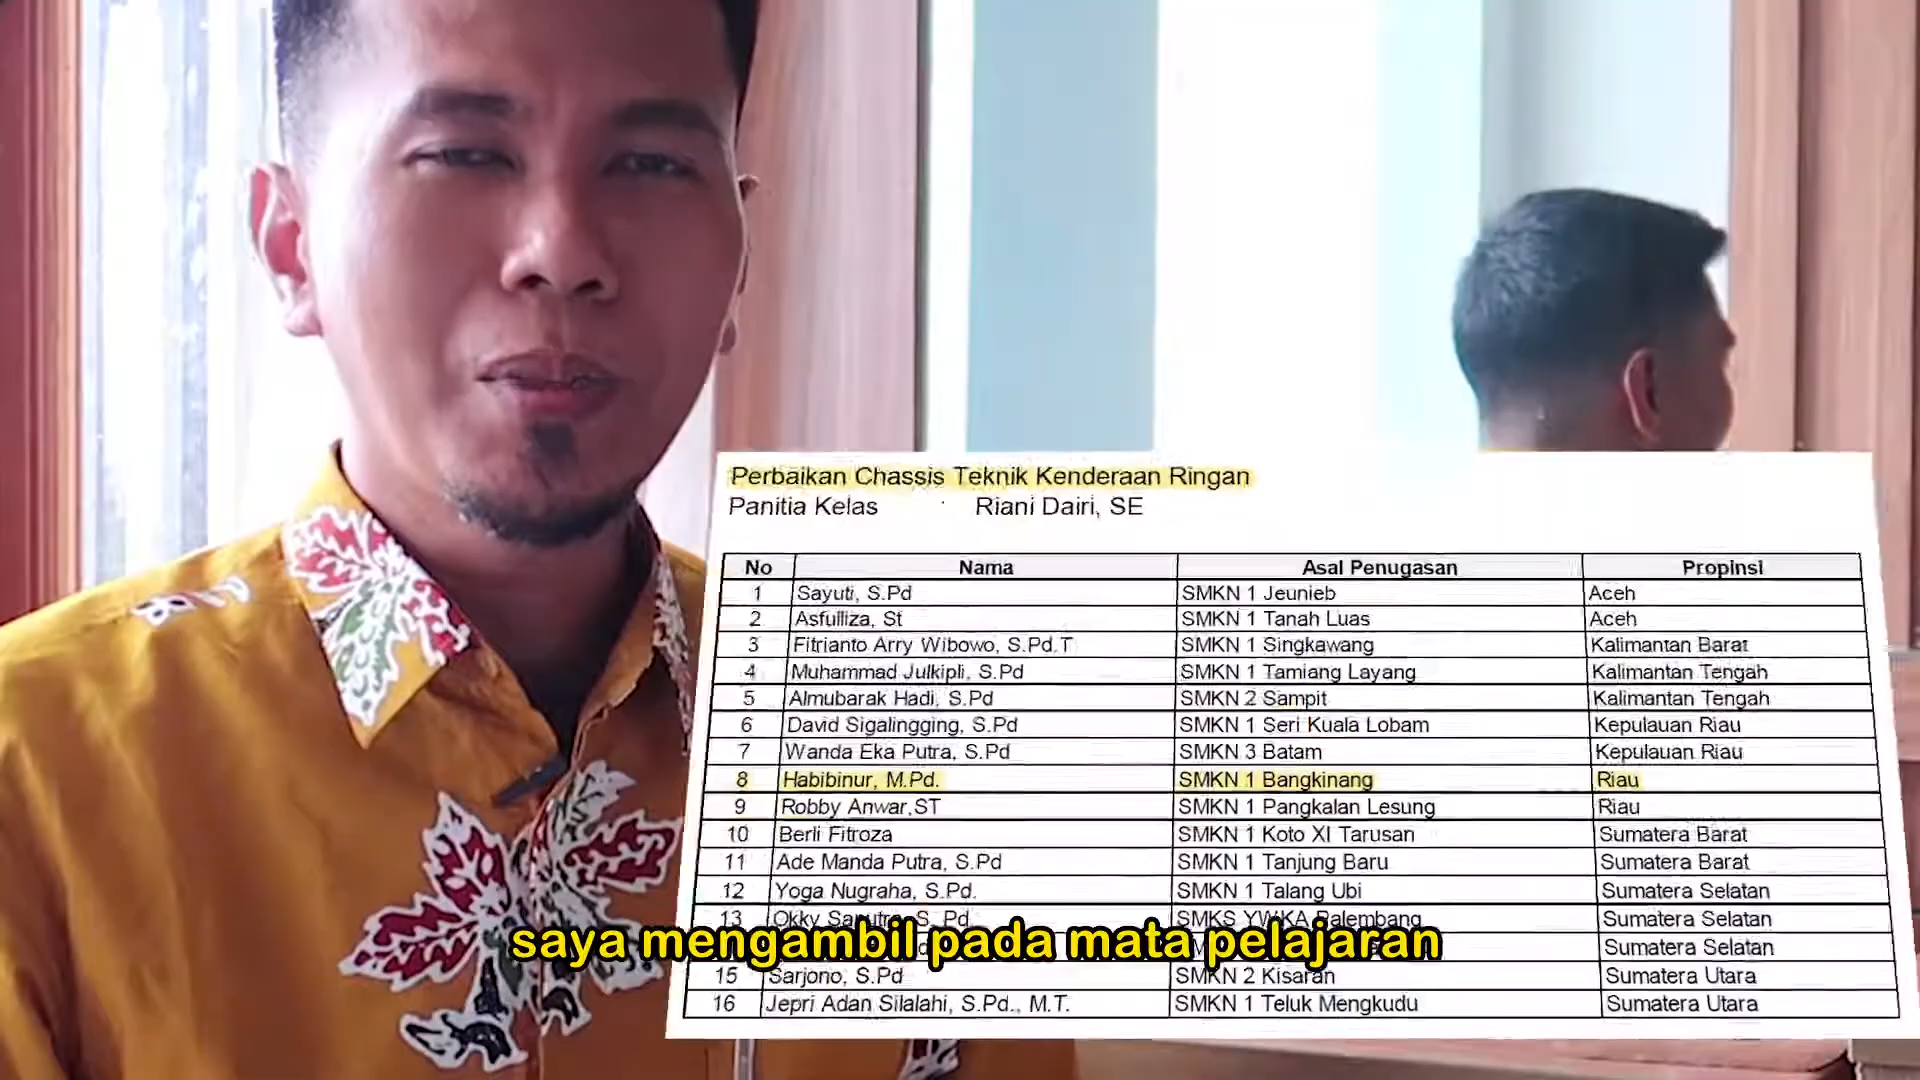 Perbaikan Chassis Teknik Kenderaan Ringan
Panitia Kelas Riani Dairi, SE
No Nama Asal Penugasan Propinsi
1 Sayuti, S.Pd SMKN 1 Jeunieb Aceh
2 Asfulliza, St SMKN 1 Tanah Luas Aceh
3 Fitrianto Arry Wibowo, S.Pd.T SMKN 1 Singkawang Kalimantan Barat
4 Muhammad Julkipli, S.Pd SMKN 1 Tamiang Layang Kalimantan Tengah
5 Almubarak Hadi, S.Pd SMKN 2 Sampit Kalimantan Tengah
6 David Sigalingging, S.Pd SMKN 1 Seri Kuala Lobam Kepulauan Riau
7 Wanda Eka Putra, S.Pd SMKN 3 Batam Kepulauan Riau
8 Habibinur, M.Pd. SMKN 1 Bangkinang Riau
9 Robby Anwar,ST SMKN 1 Pangkalan Lesung Riau
10 Berli Fitroza SMKN 1 Koto XI Tarusan Sumatera Barat
11 Ade Manda Putra, S.Pd SMKN 1 Tanjung Baru Sumatera Barat
12 Yoga Nugraha, S.Pd. SMKN 1 Talang Ubi Sumatera Selatan
13 Okky Saputra, S. Pd SMKS YWKA Palembang Sumatera Selatan
Sumatera Selatan
15 Sarjono, S.Pd SMKN 2 Kisaran Sumatera Utara
16 Jepri Adan Silalahi, S.Pd., M.T. SMKN 1 Teluk Mengkudu Sumatera Utara
saya mengambil pada mata pelajaran